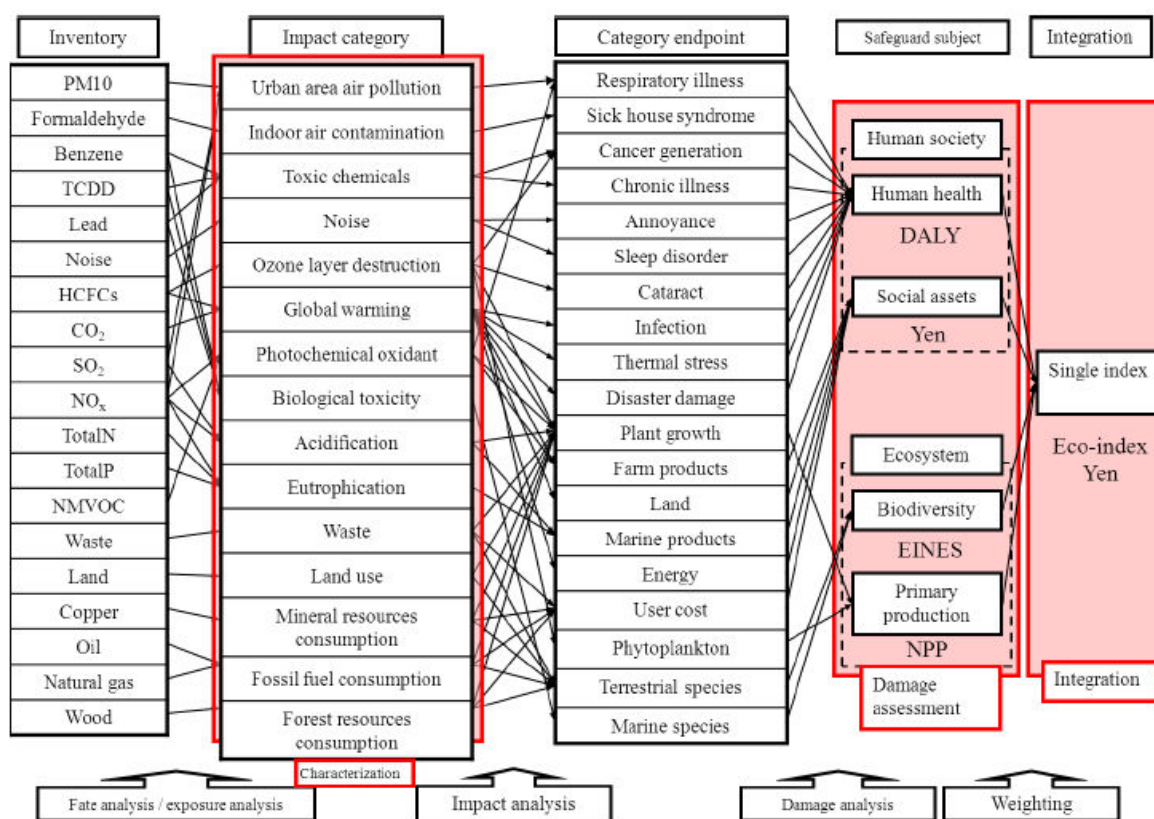 Inventory
Impact category
Category endpoint
Safeguard subject
Integration
PM10
Formaldehyde
Benzene
TCDD
Lead
Noise
HCFCs
CO₂
SO₂
NOₓ
TotalN
TotalP
NMVOC
Waste
Land
Copper
Oil
Natural gas
Wood
Urban area air pollution
Indoor air contamination
Toxic chemicals
Noise
Ozone layer destruction
Global warming
Photochemical oxidant
Biological toxicity
Acidification
Eutrophication
Waste
Land use
Mineral resources
consumption
Fossil fuel consumption
Forest resources
consumption
Characterization
Respiratory illness
Sick house syndrome
Cancer generation
Chronic illness
Annoyance
Sleep disorder
Cataract
Infection
Thermal stress
Disaster damage
Plant growth
Farm products
Land
Marine products
Energy
User cost
Phytoplankton
Terrestrial species
Marine species
Human society
Human health
DALY
Social assets
Yen
Ecosystem
Biodiversity
EINES
Primary
production
NPP
Damage
assessment
Single index
Eco-index
Yen
Integration
Fate analysis / exposure analysis
Impact analysis
Damage analysis
Weighting